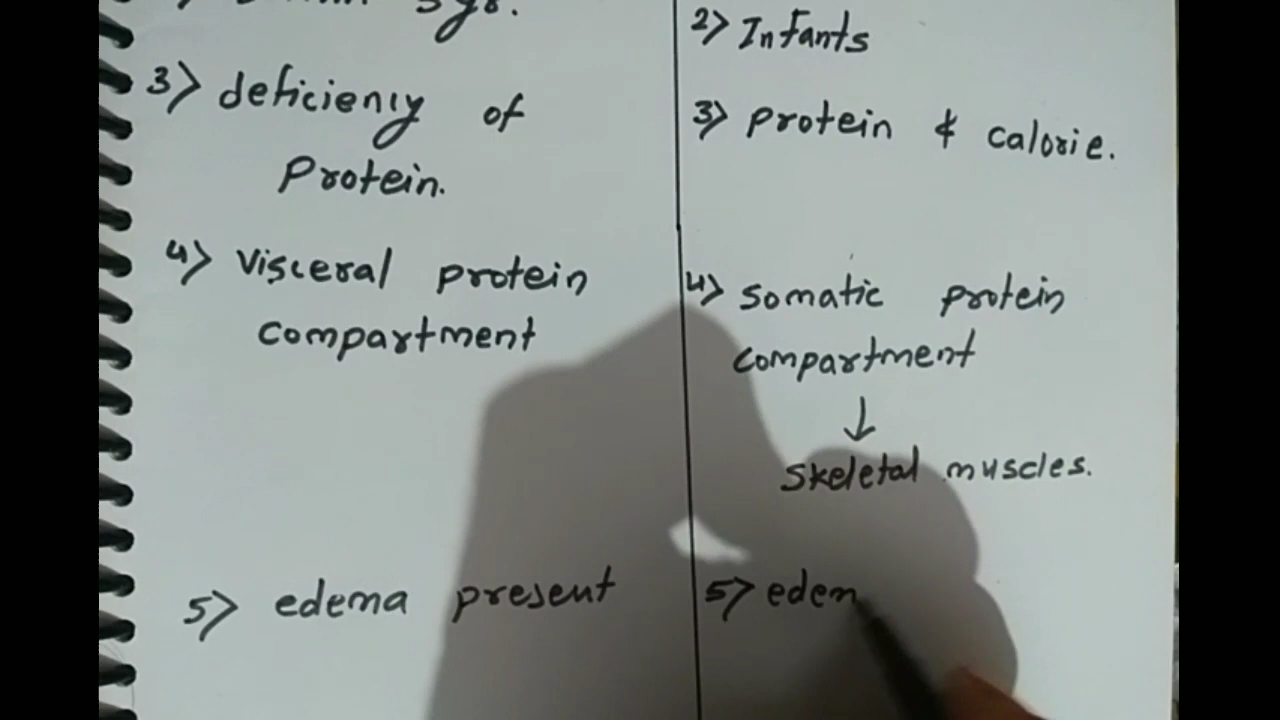 3> deficiency of
Protein.
4> Visceral protein
compartment
5> edema present
2> Infants
3> protein & calorie.
4> somatic protein
compartment
↓
skeletal muscles.
5> edem